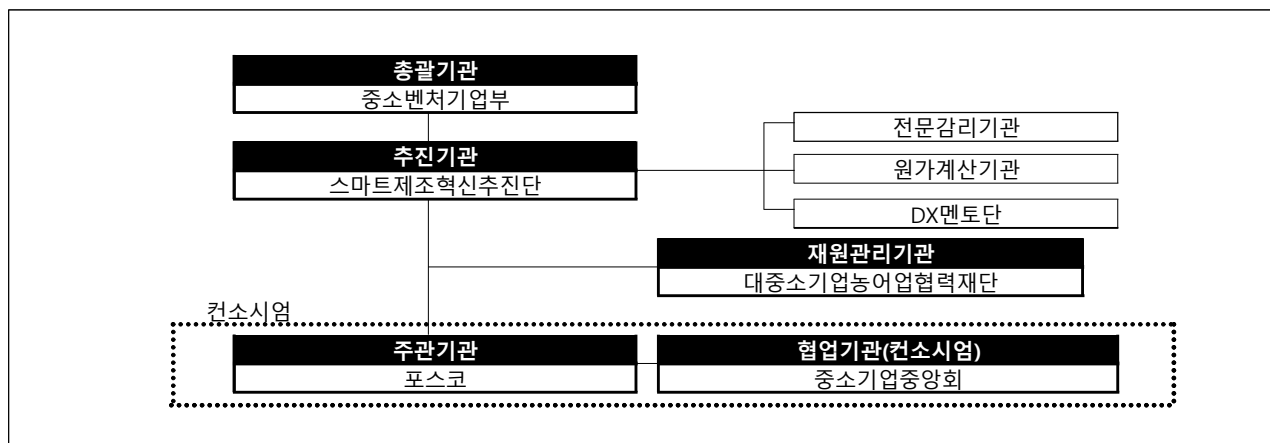 총괄기관
중소벤처기업부
전문감리기관
추진기관
원가계산기관
스마트제조혁신추진단
DX멘토단
재원관리기관
대중소기업농어업협력재단
컨소시엄
주관기관
협업기관(컨소시엄)
포스코
중소기업중앙회